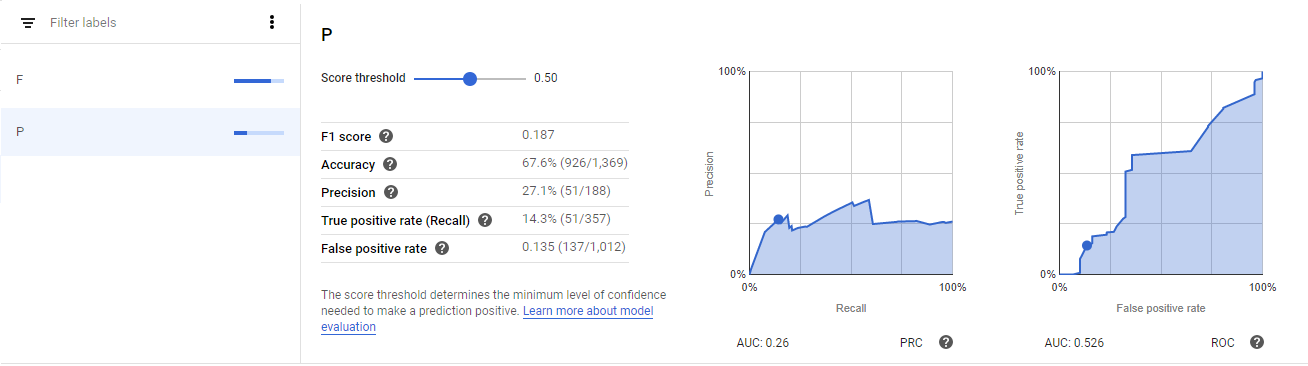 Filter labels
F
P
P
Score threshold 0.50
F1 score 0.187
Accuracy 67.6% (926/1,369)
Precision 27.1% (51/188)
True positive rate (Recall) 14.3% (51/357)
False positive rate 0.135 (137/1,012)
The score threshold determines the minimum level of confidence
needed to make a prediction positive. Learn more about model
evaluation
100%
Precision
0%
0% 100%
Recall
AUC: 0.26 PRC
100%
True positive rate
0%
0% 100%
False positive rate
AUC: 0.526 ROC